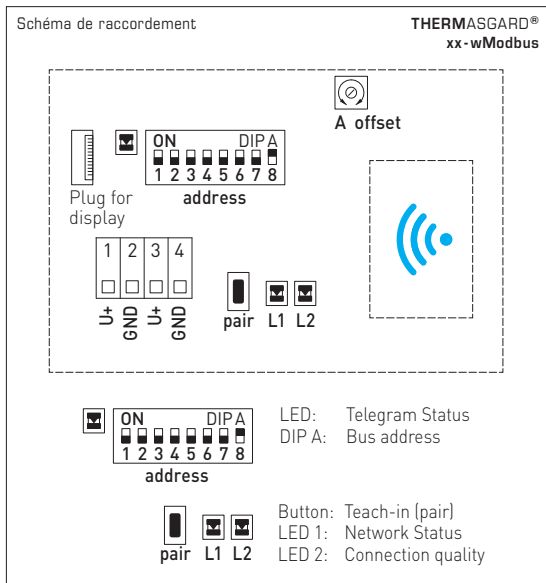 Schéma de raccordement
THERMASGARD®
xx-wModbus
A offset
ON DIP A
1 2 3 4 5 6 7 8
address
Plug for
display
1 2 3 4
U+ GND U+ GND
pair L1 L2
ON DIP A
1 2 3 4 5 6 7 8
address
LED: Telegram Status
DIP A: Bus address
pair L1 L2
Button: Teach-in (pair)
LED 1: Network Status
LED 2: Connection quality